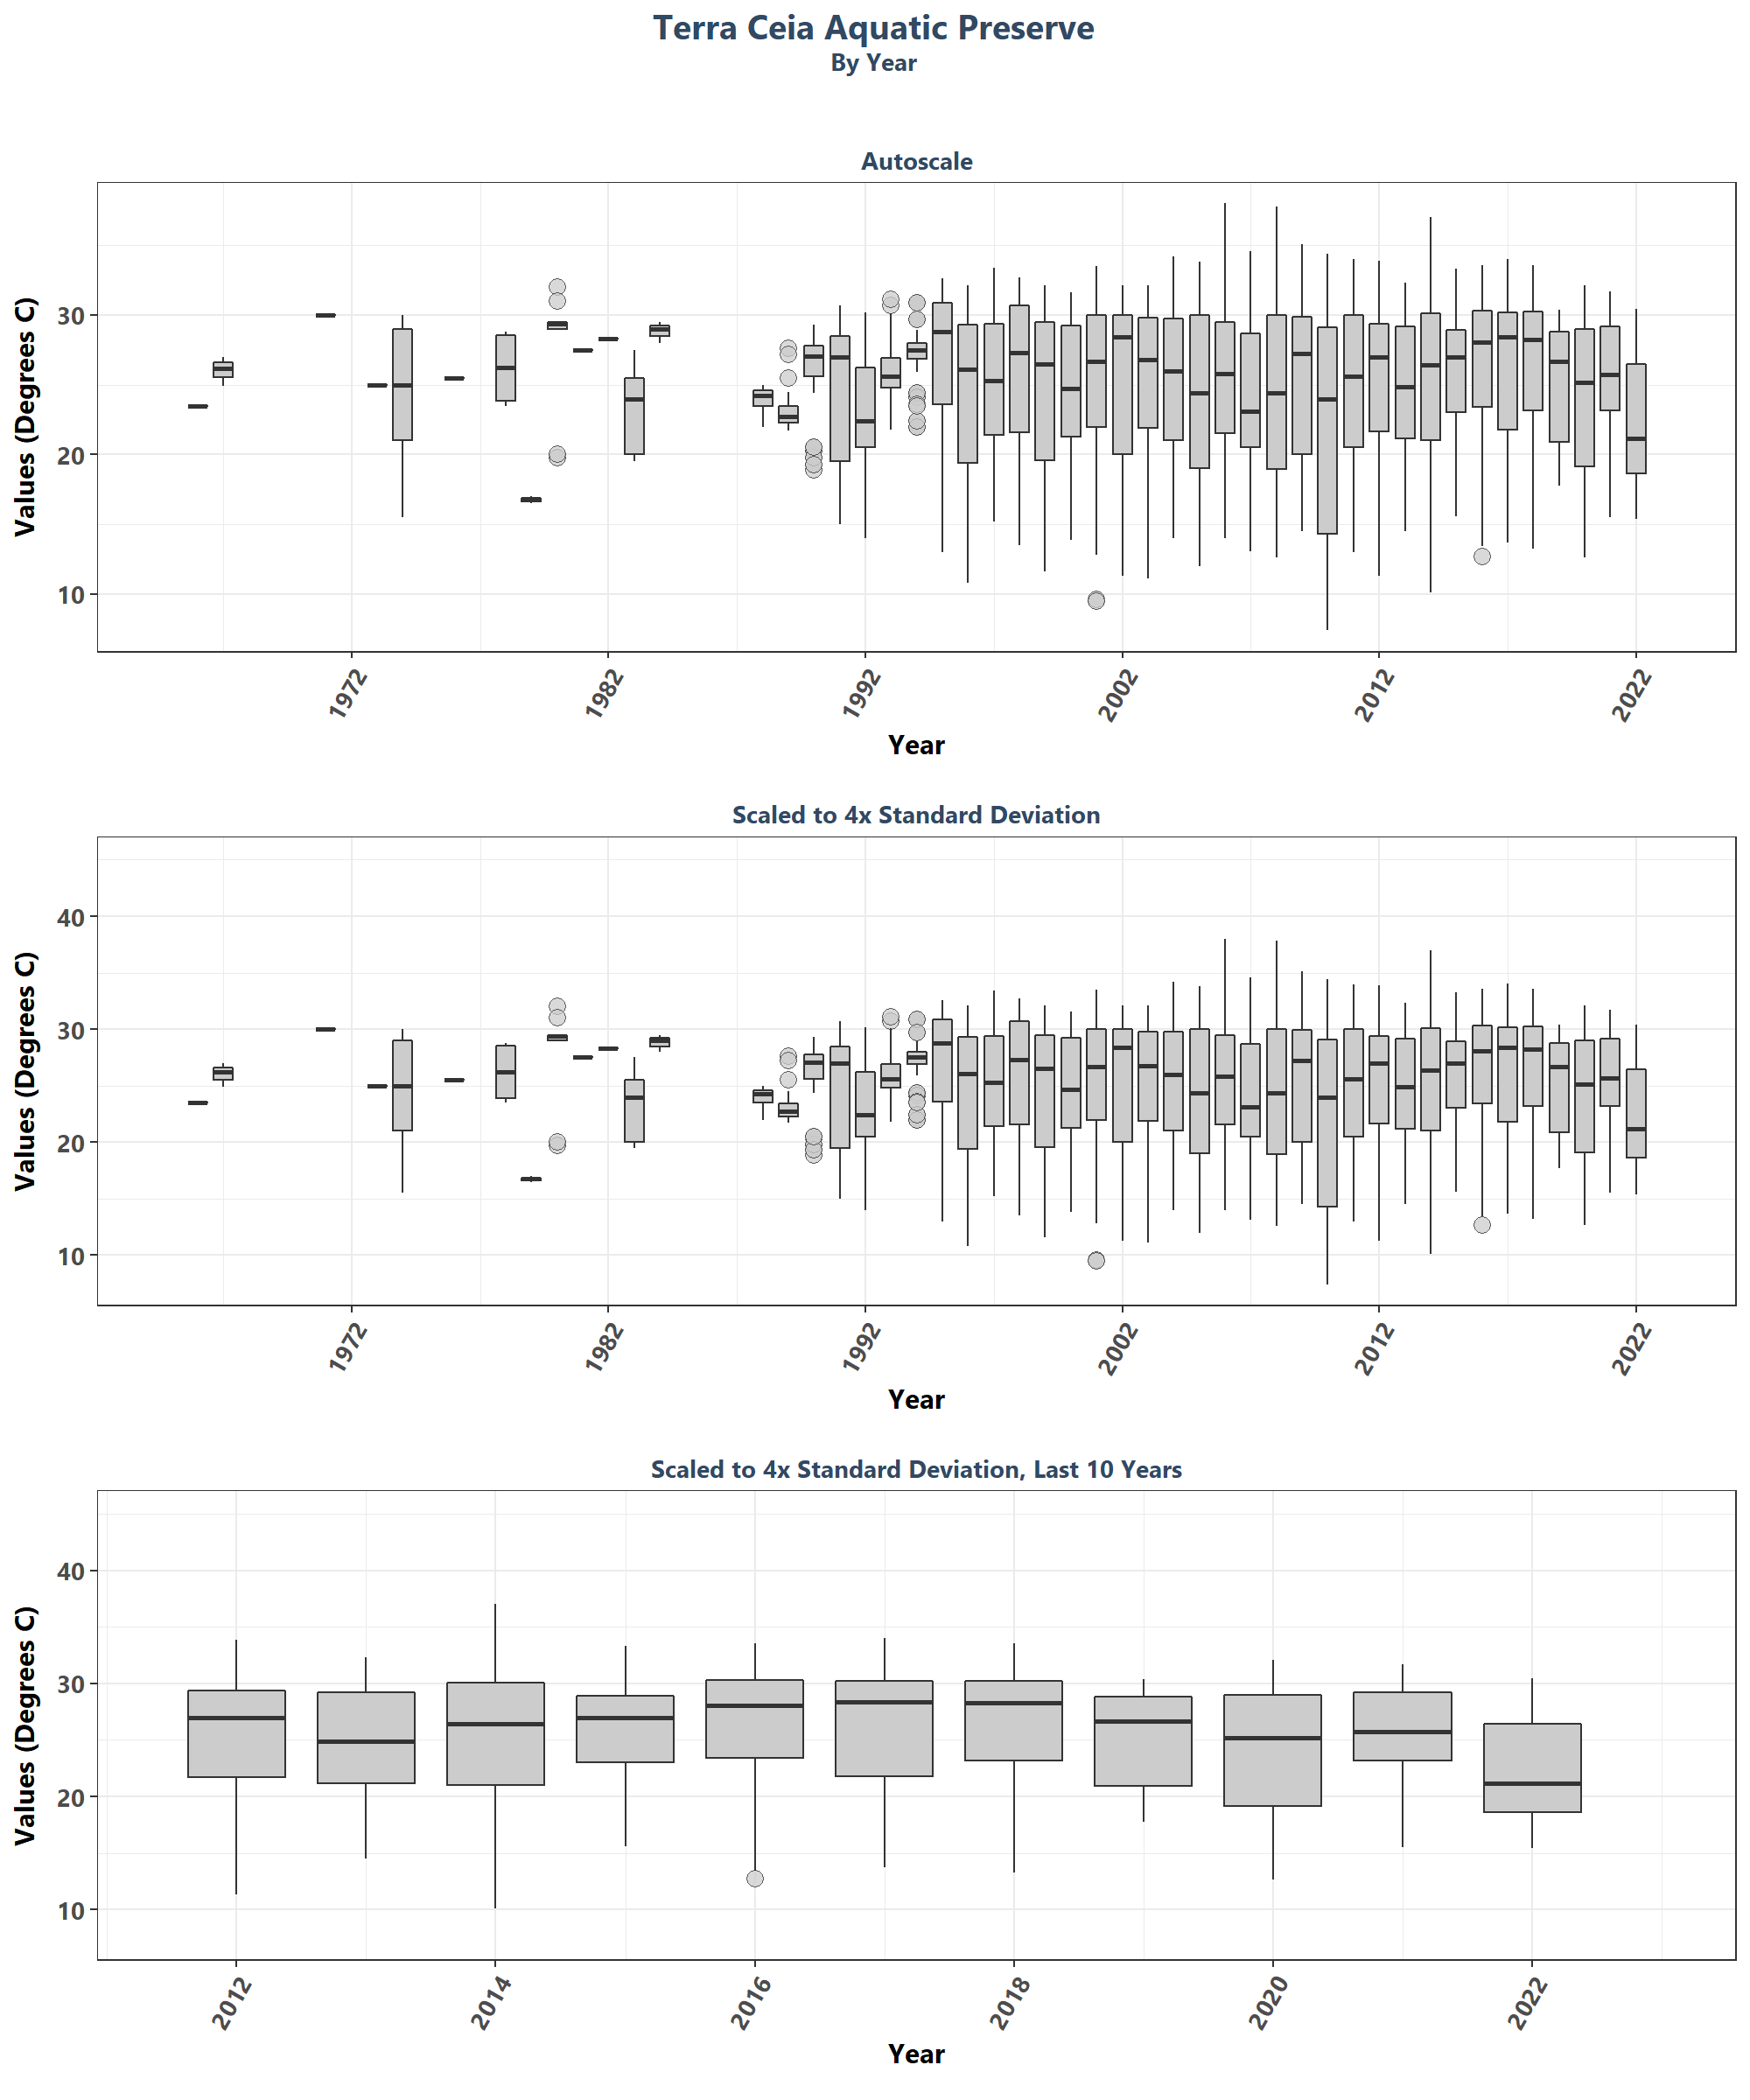 Terra Ceia Aquatic Preserve
By Year
Autoscale
Values (Degrees C)
30
20
10
1972 1982 1992 2002 2012 2022
Year
Scaled to 4x Standard Deviation
Values (Degrees C)
40
30
20
10
1972 1982 1992 2002 2012 2022
Year
Scaled to 4x Standard Deviation, Last 10 Years
Values (Degrees C)
40
30
20
10
2012 2014 2016 2018 2020 2022
Year